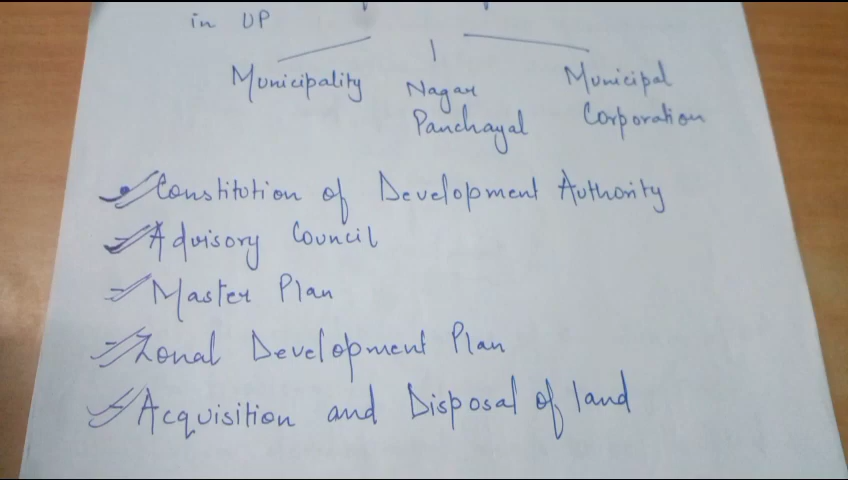 in UP
Municipality Nagar Municipal
Panchayal Corporation
Constitution of Development Authority
Advisory Council
Master Plan
Zonal Development Plan
Acquisition and Disposal of land